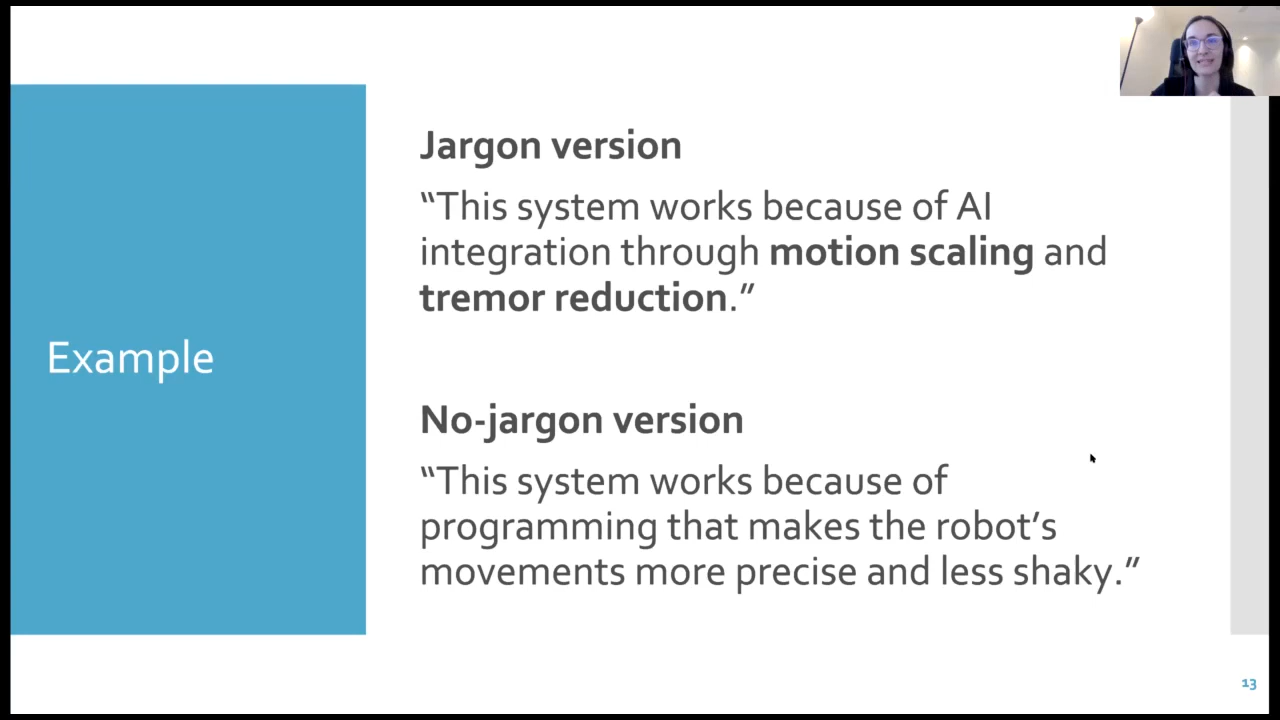 Example
Jargon version
“This system works because of AI
integration through motion scaling and
tremor reduction.”
No-jargon version
“This system works because of
programming that makes the robot’s
movements more precise and less shaky.”
13